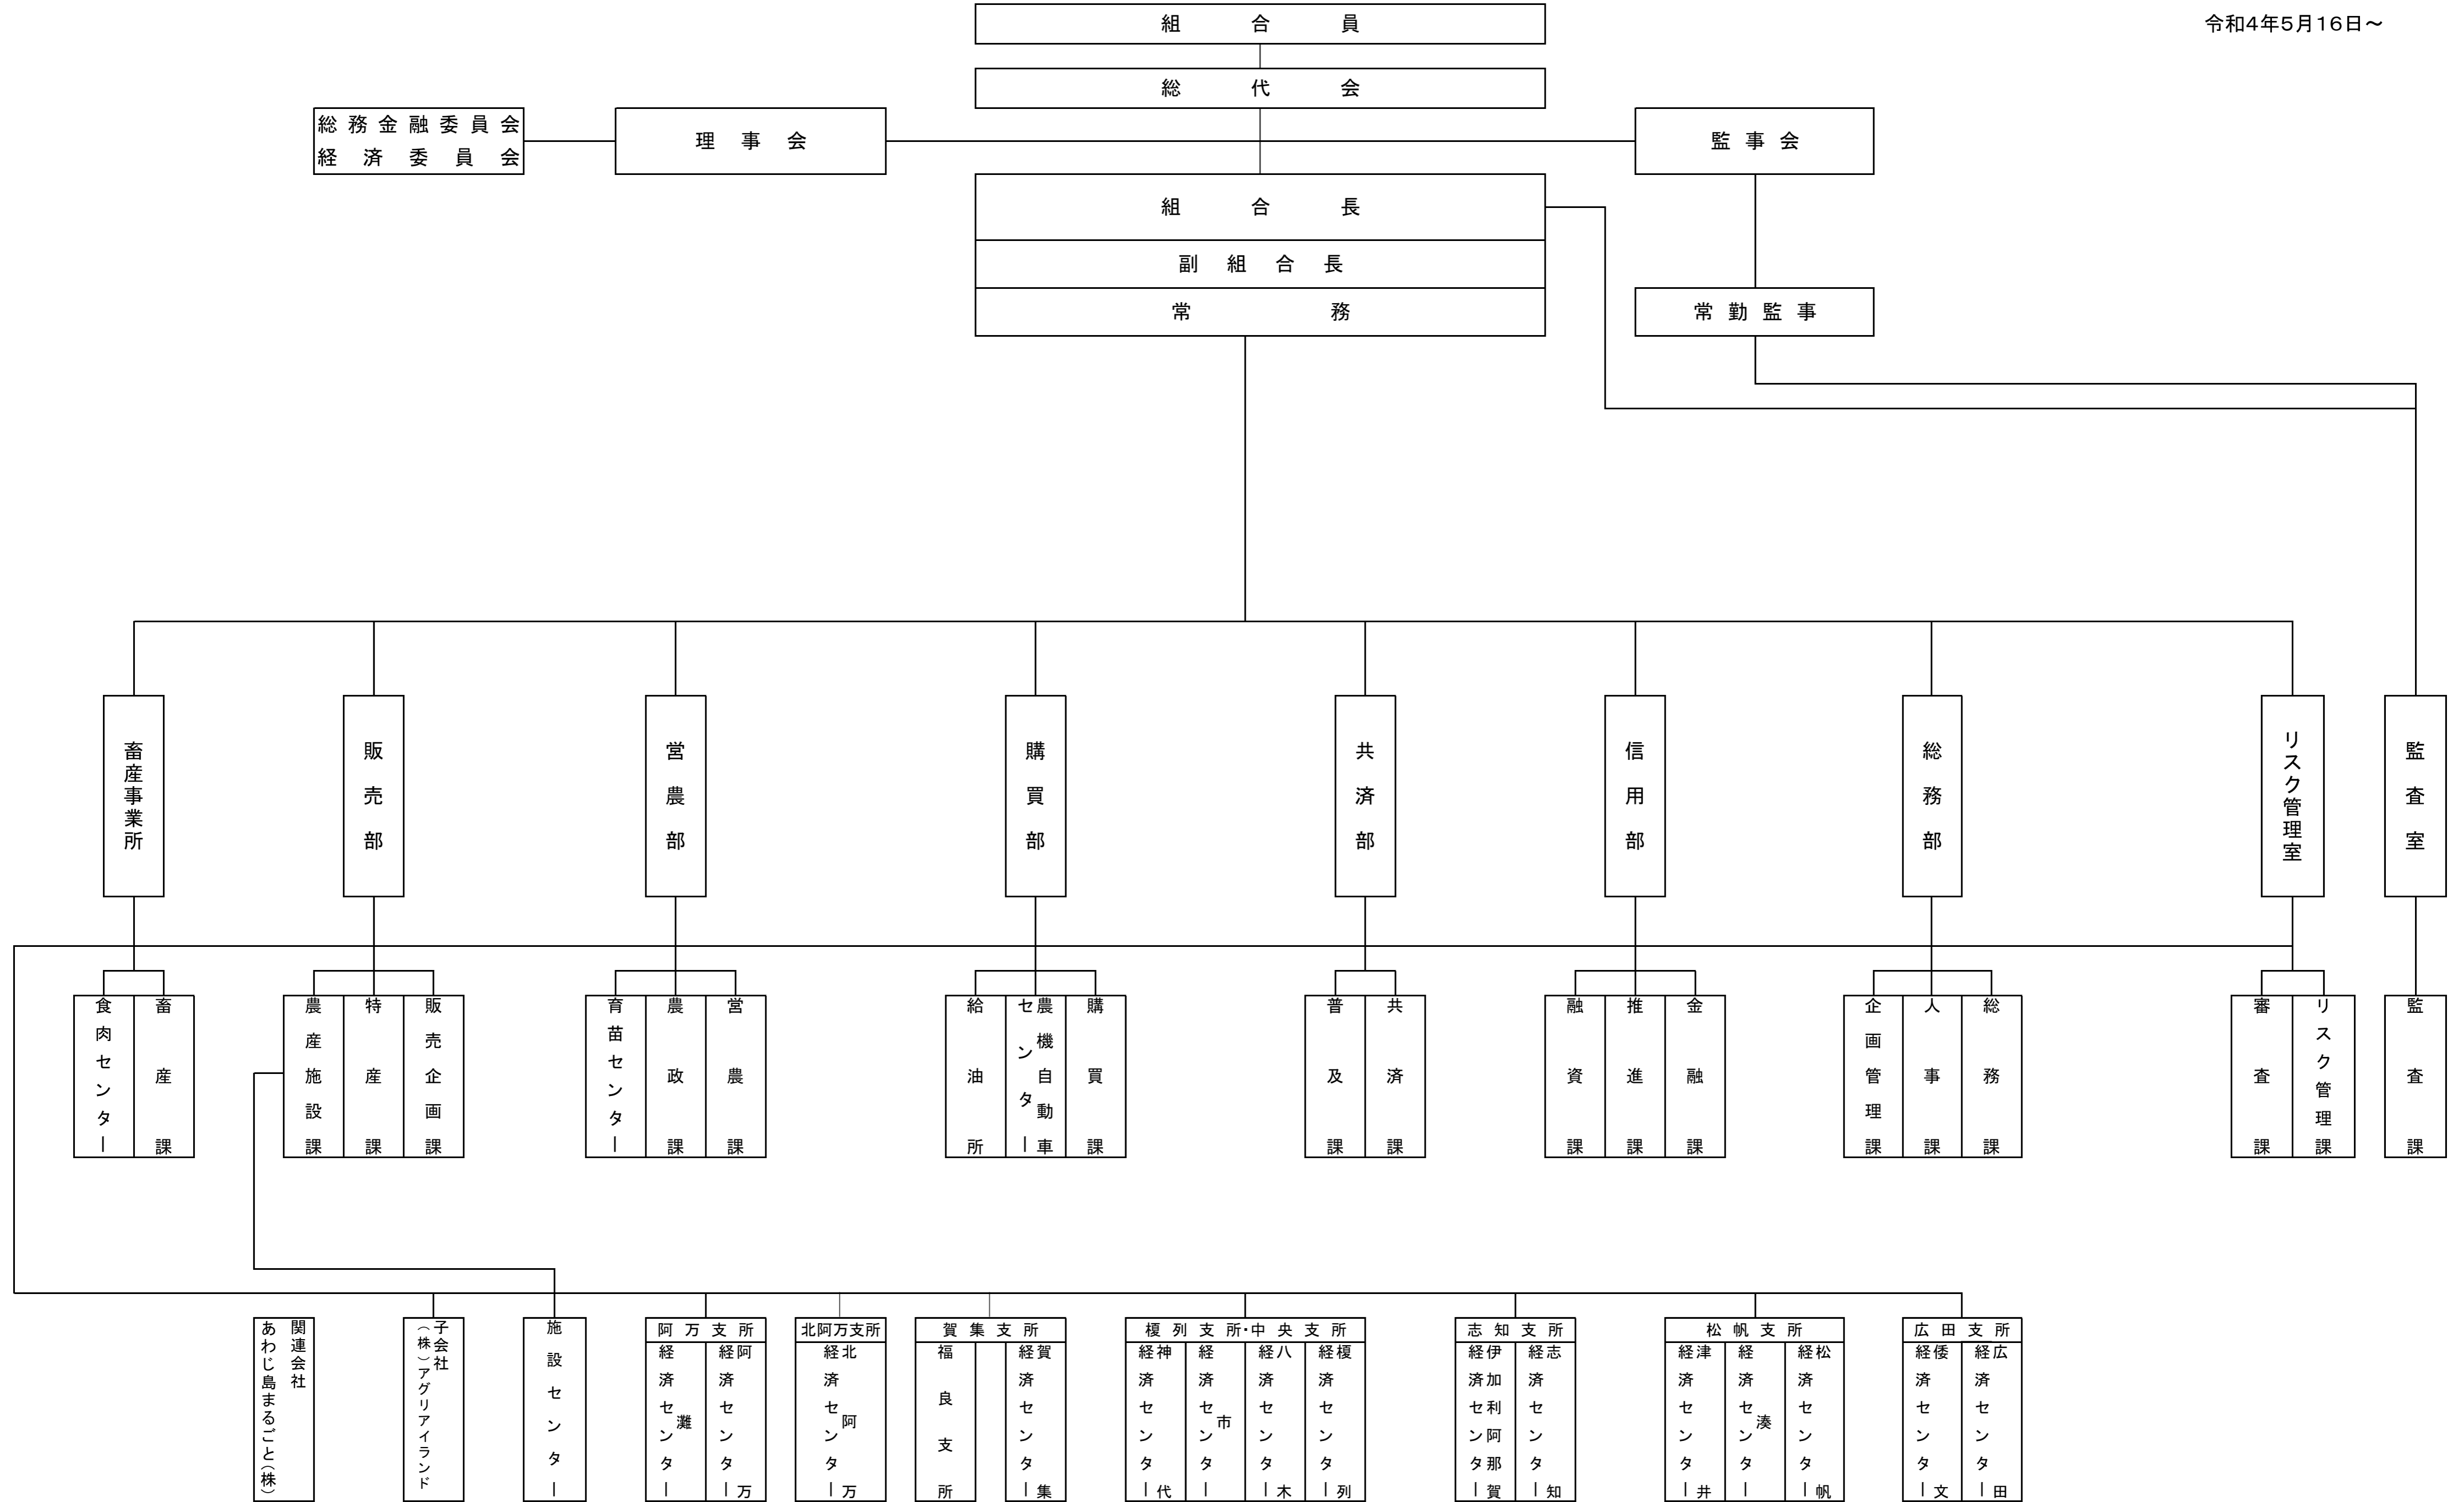 令和4年5月16日～
組合員
総代会
総務金融委員会
経済委員会
理事会
監事会
組合長
副組合長
常務
常勤監事
畜産事業所
販売部
営農部
購買部
共済部
信用部
総務部
リスク管理室
監査室
食肉センター
畜産課
農産施設課
特産課
販売企画課
育苗センター
農政課
営農課
給油所
農機自動車
センター
購買課
普及課
共済課
融資課
推進課
金融課
企画管理課
人事課
総務課
審査課
リスク管理課
監査課
関連会社
あわじ島まるごと(株)
子会社
(株)アグリアイランド
施設センター
阿万支所
灘
経済センター
阿万
経済センター
北阿万支所
北阿万
経済センター
賀集支所
福良支所
賀集
経済センター
榎列支所・中央支所
神代
経済センター
市
経済センター
八木
経済センター
榎列
経済センター
志知支所
伊加利阿那賀
経済センター
志知
経済センター
松帆支所
津井
経済センター
湊
経済センター
松帆
経済センター
広田支所
倭文
経済センター
広田
経済センター